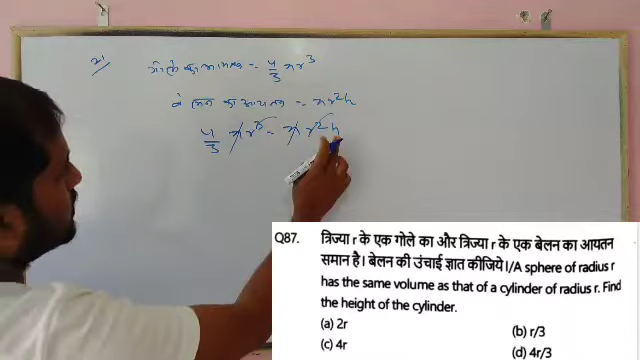 गोले का आयतन = 4/3 πr³
बेलन का आयतन = πr²h
4/3 πr³ = πr²h
Q87. त्रिज्या r के एक गोले का और त्रिज्या r के एक बेलन का आयतन
समान है। बेलन की उंचाई ज्ञात कीजिये।/A sphere of radius r
has the same volume as that of a cylinder of radius r. Find
the height of the cylinder.
(a) 2r
(b) r/3
(c) 4r
(d) 4r/3